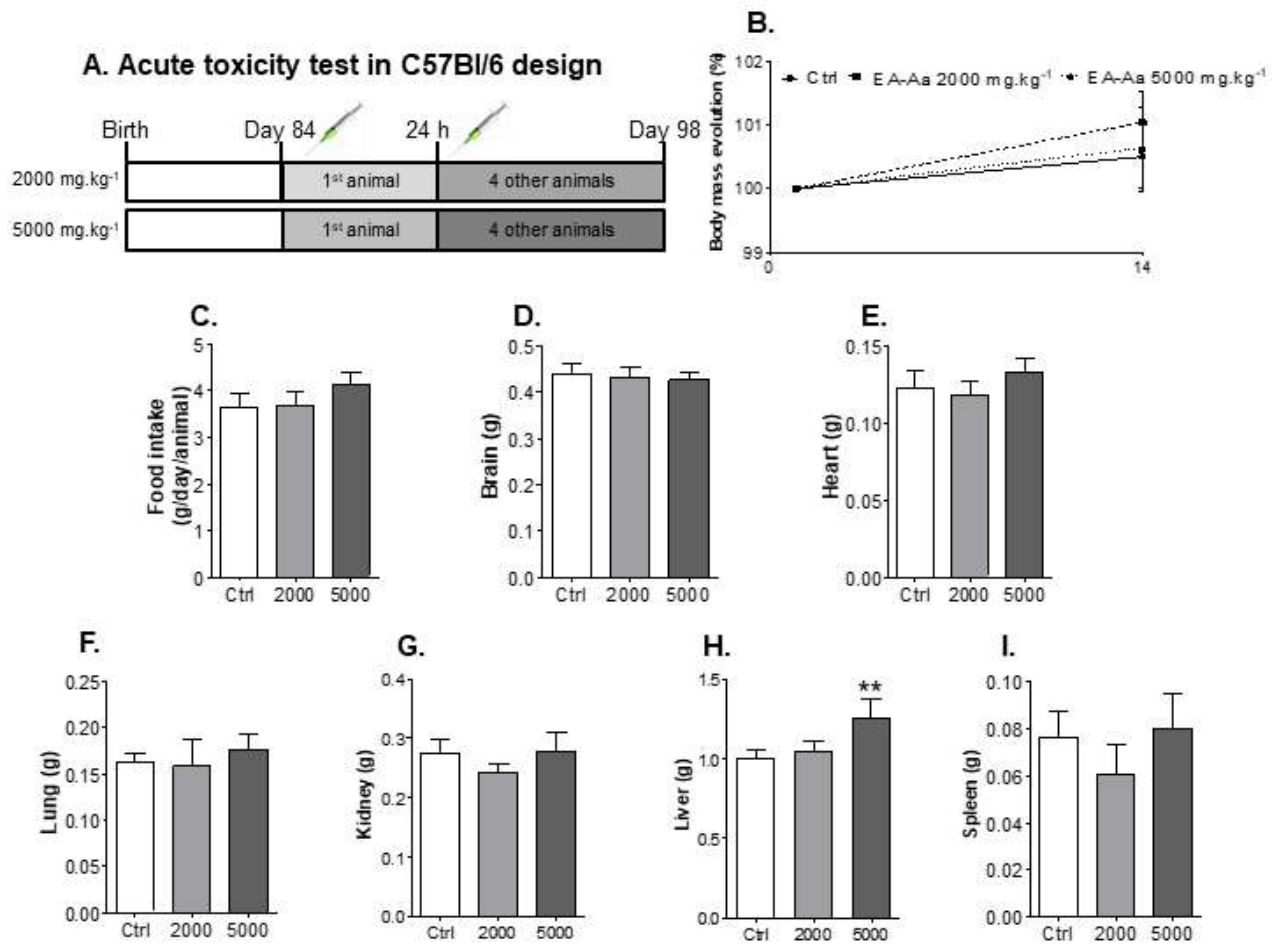 A. Acute toxicity test in C57Bl/6 design
Birth Day 84 24 h Day 98
2000 mg.kg-1 1st animal 4 other animals
5000 mg.kg-1 1st animal 4 other animals
B.
Body mass evolution (%)
102
101
100
99
0 14
Ctrl EA-Aa 2000 mg.kg-1 EA-Aa 5000 mg.kg-1
C.
Food intake
(g/day/animal)
5
4
3
2
1
0
Ctrl 2000 5000
D.
Brain (g)
0.5
0.4
0.3
0.2
0.1
0.0
Ctrl 2000 5000
E.
Heart (g)
0.15
0.10
0.05
0.00
Ctrl 2000 5000
F.
Lung (g)
0.25
0.20
0.15
0.10
0.05
0.00
Ctrl 2000 5000
G.
Kidney (g)
0.4
0.3
0.2
0.1
0.0
Ctrl 2000 5000
H.
Liver (g)
1.5
1.0
0.5
0.0
**
Ctrl 2000 5000
I.
Spleen (g)
0.10
0.08
0.06
0.04
0.02
0.00
Ctrl 2000 5000